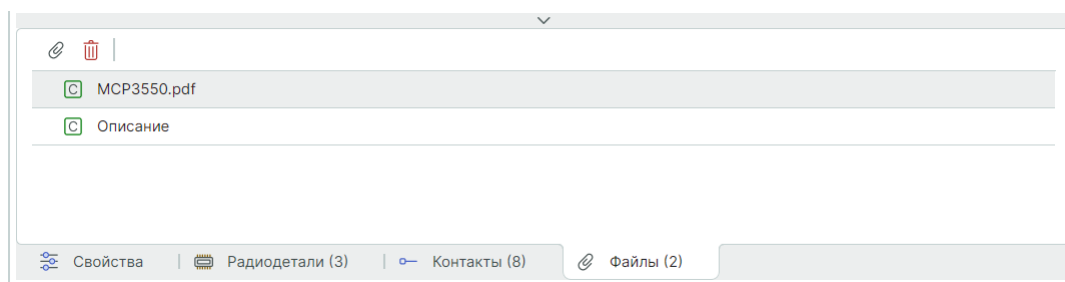 C MCP3550.pdf
C Описание
Свойства Радиодетали (3) Контакты (8) Файлы (2)